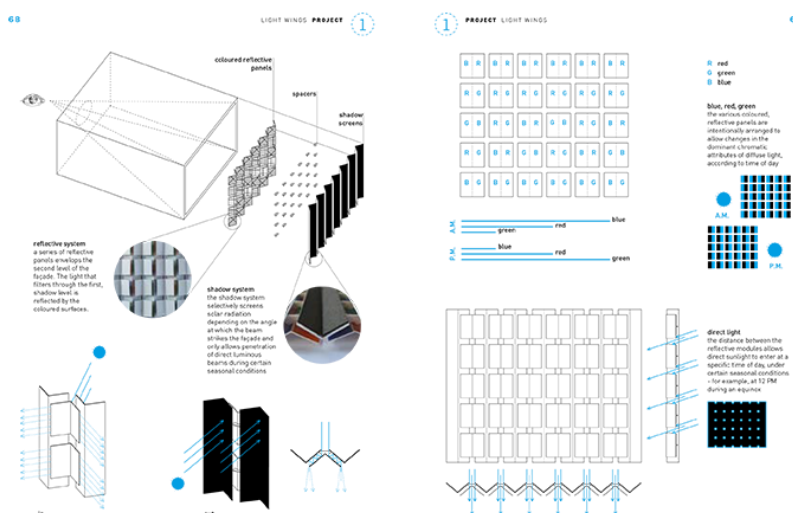 68
LIGHT WINGS PROJECT 1
coloured reflective
panels
spacers
shadow
screens
reflective system
a series of reflective
panels envelops the
second level of the
façade. The light that
filters through the first,
shadow level is
reflected by the
coloured surfaces.
shadow system
the shadow system
selectively screens
solar radiation
depending on the angle
at which the beam
strikes the façade and
only allows penetration
of direct luminous
beams during certain
seasonal conditions
1 PROJECT LIGHT WINGS
R red
G green
B blue
blue, red, green
the various coloured,
reflective panels are
intentionally arranged to
allow changes in the
dominant chromatic
attributes of diffuse light,
according to time of day
A.M.
P.M.
A.M.
blue
red
green
P.M.
blue
red
green
direct light
the distance between the
reflective modules allows
direct sunlight to enter at a
specific time of day, under
certain seasonal conditions
- for example, at 12 PM
during an equinox